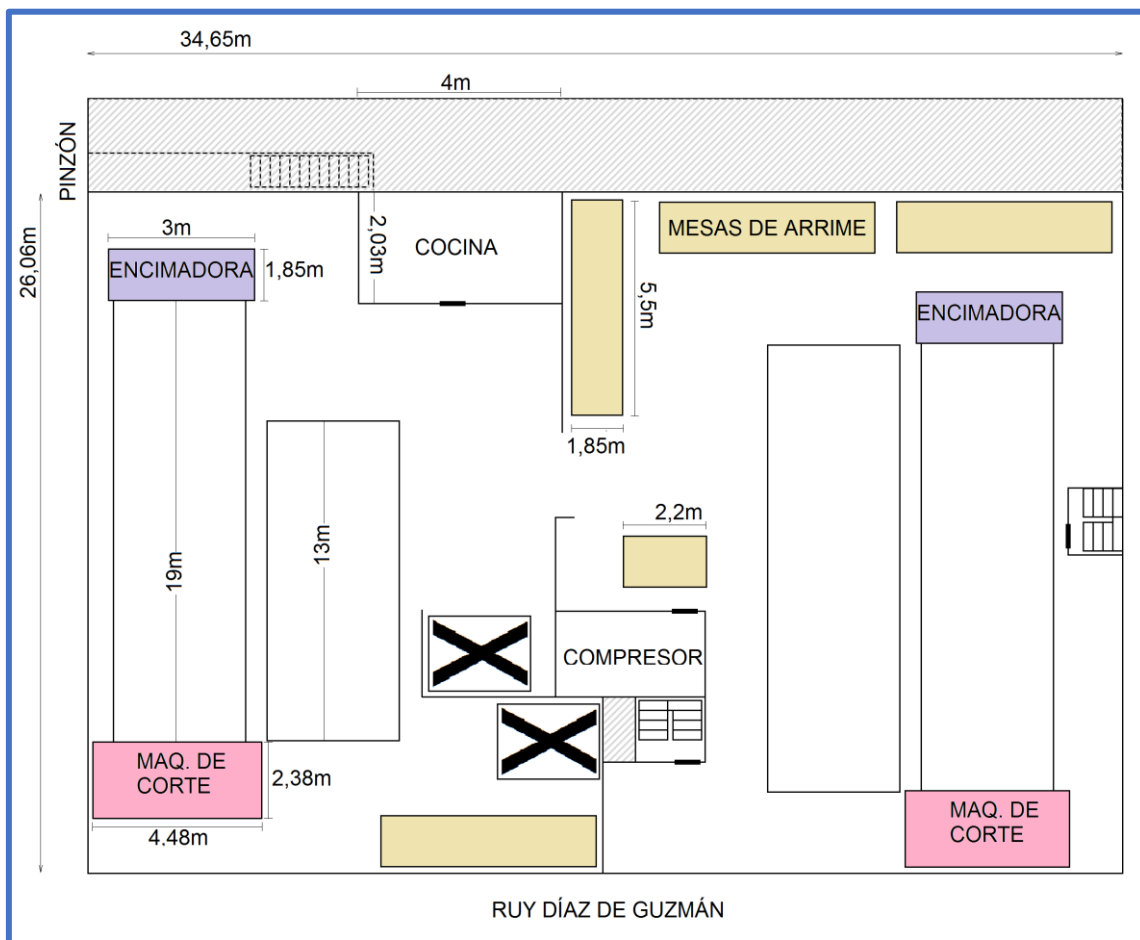 34,65m
4m
PINZÓN
26,06m
3m
ENCIMADORA
1,85m
2,03m
COCINA
MESAS DE ARRIME
5,5m
1,85m
ENCIMADORA
19m
13m
2,2m
COMPRESOR
MAQ. DE
CORTE
2,38m
4,48m
MAQ. DE
CORTE
RUY DÍAZ DE GUZMÁN